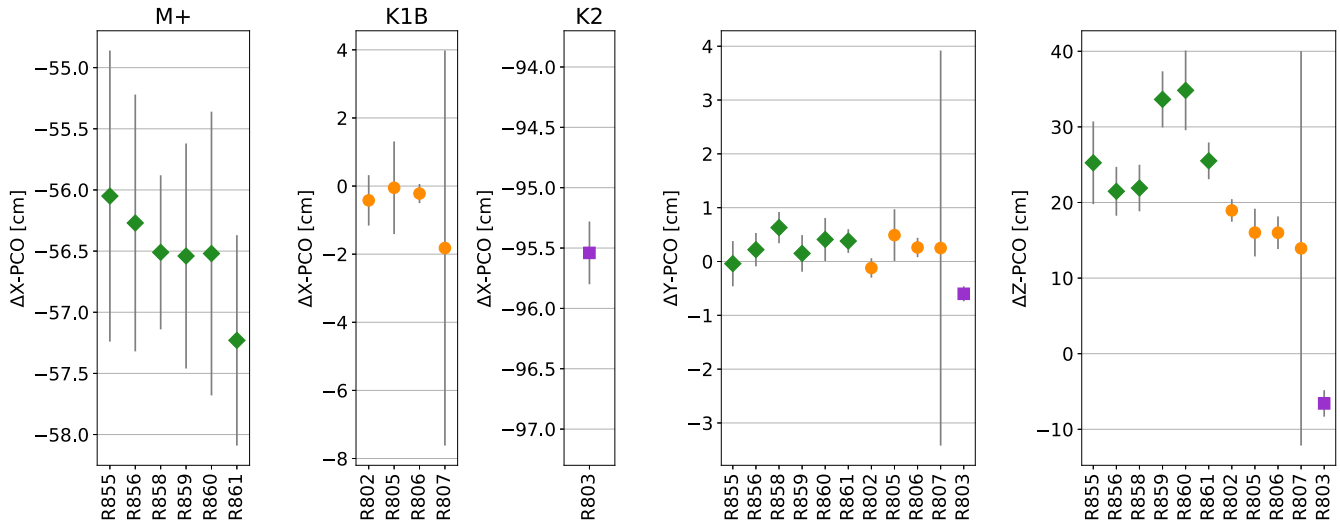 M+
ΔX-PCO [cm]
−55.0
−55.5
−56.0
−56.5
−57.0
−57.5
−58.0
R855
R856
R858
R859
R860
R861
K1B
ΔX-PCO [cm]
4
2
0
−2
−4
−6
−8
R802
R805
R806
R807
K2
ΔX-PCO [cm]
−94.0
−94.5
−95.0
−95.5
−96.0
−96.5
−97.0
R803
ΔY-PCO [cm]
4
3
2
1
0
−1
−2
−3
R855
R856
R858
R859
R860
R861
R802
R805
R806
R807
R803
ΔZ-PCO [cm]
40
30
20
10
0
−10
R855
R856
R858
R859
R860
R861
R802
R805
R806
R807
R803